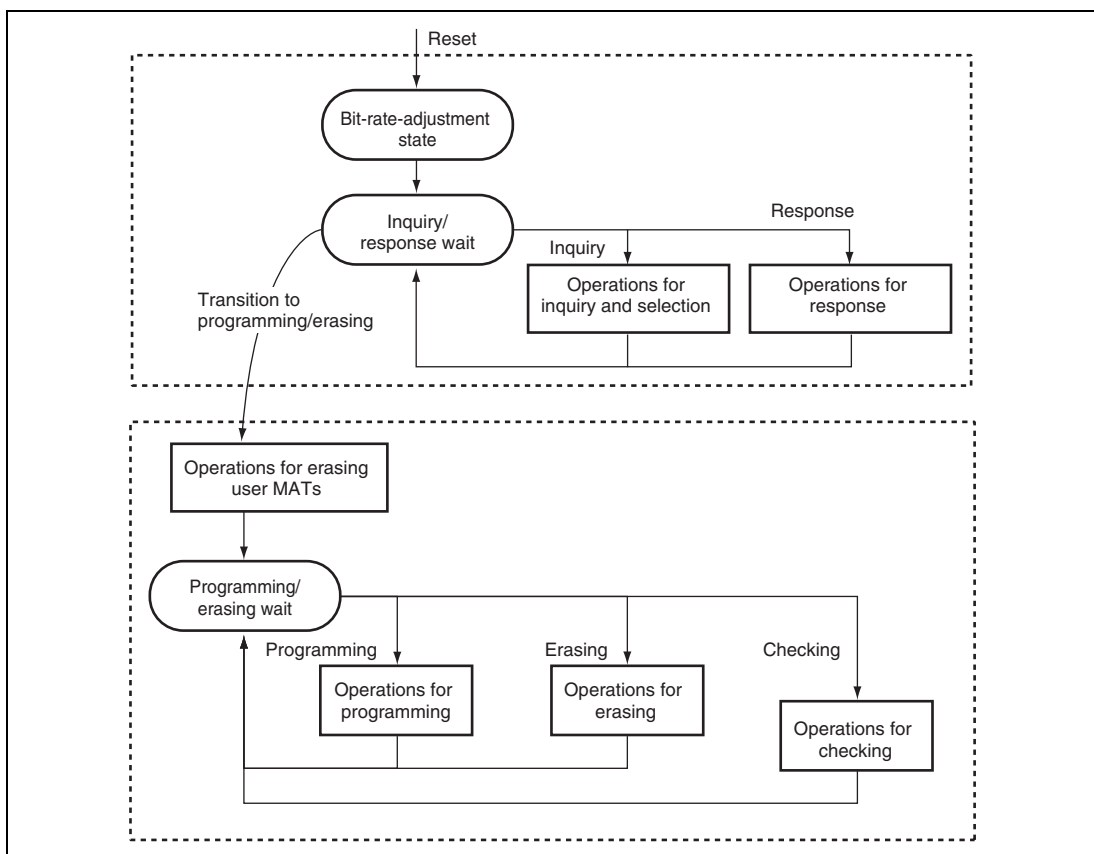 Reset
Bit-rate-adjustment
state
Inquiry/
response wait
Response
Inquiry
Operations for
inquiry and selection
Operations for
response
Transition to
programming/erasing
Operations for erasing
user MATs
Programming/
erasing wait
Programming
Erasing
Checking
Operations for
programming
Operations for
erasing
Operations for
checking